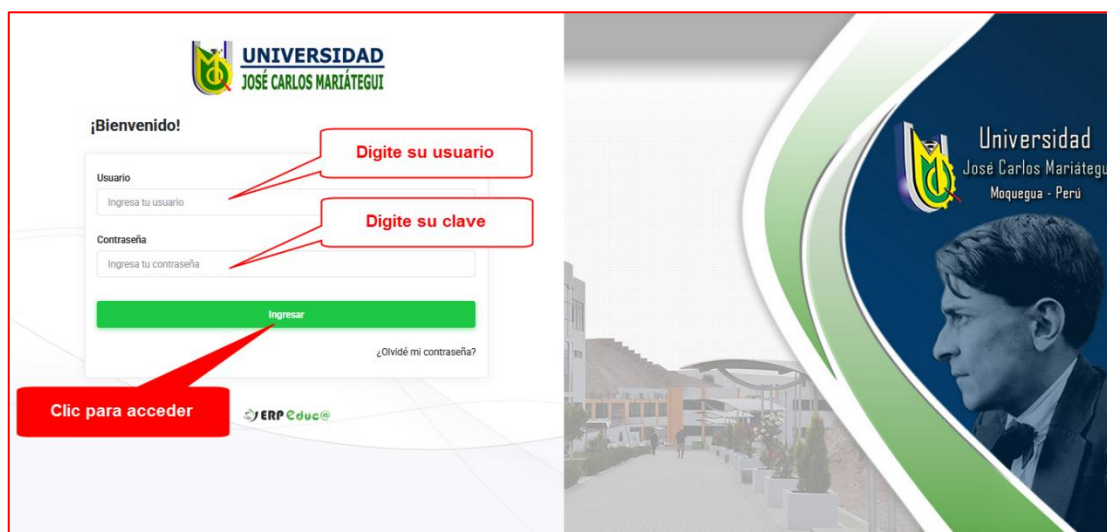 UNIVERSIDAD
JOSÉ CARLOS MARIÁTEGUI
¡Bienvenido!
Digite su usuario
Usuario
Ingresa tu usuario
Digite su clave
Contraseña
Ingresa tu contraseña
Ingresar
¿Olvidé mi contraseña?
Clic para acceder
ERP Educ@
Universidad
José Carlos Mariátegu
Moquegua - Perú